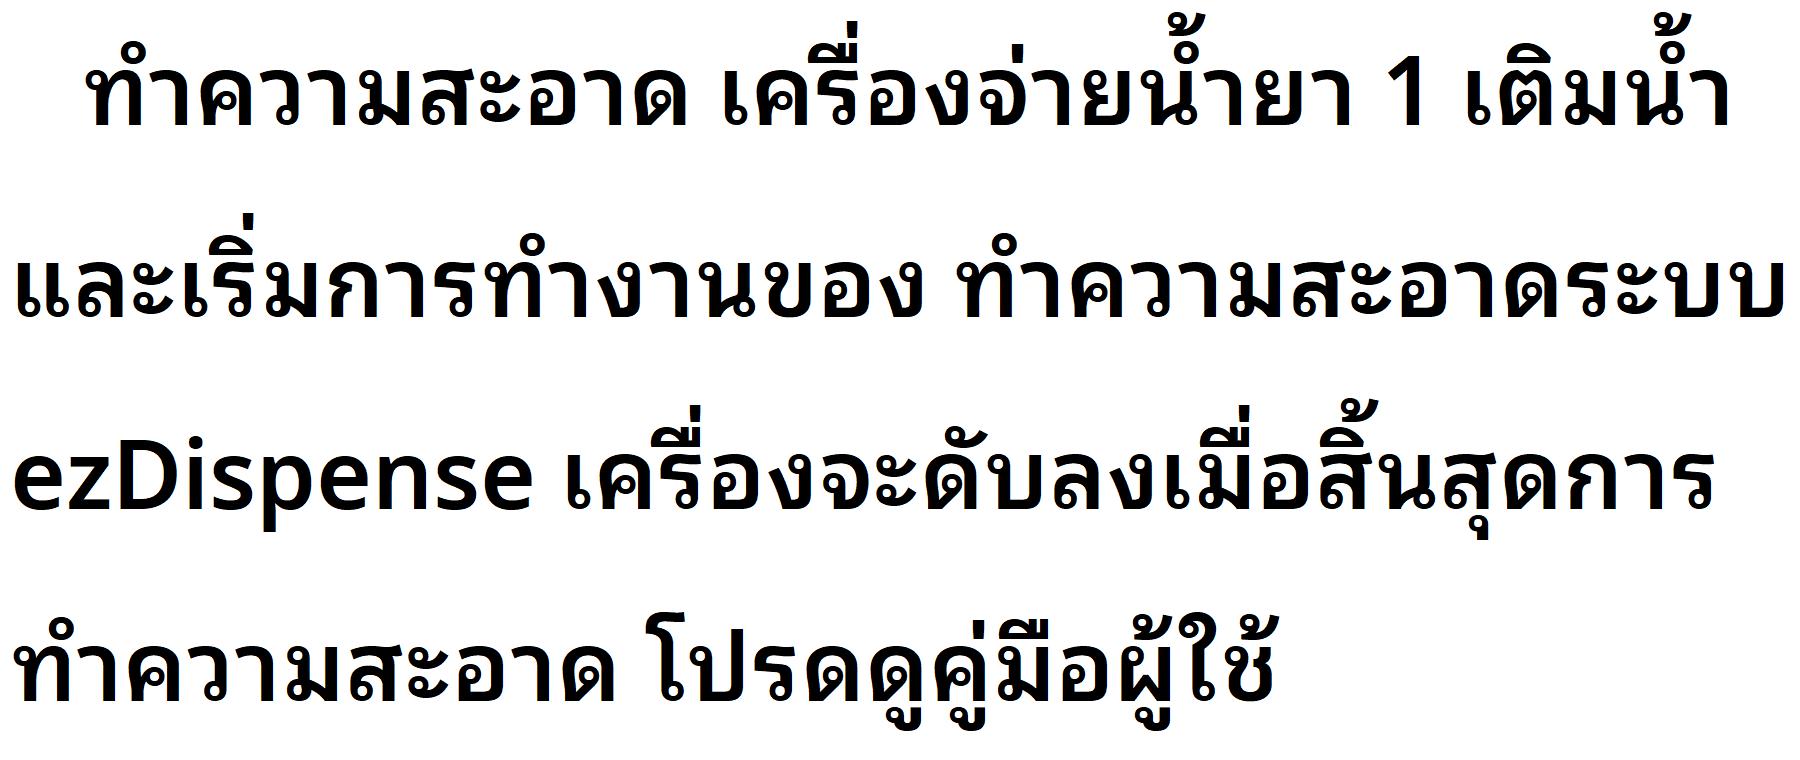 ทำความสะอาด เครื่องจ่ายน้ำยา 1 เติมน้ำ
และเริ่มการทำงานของ ทำความสะอาดระบบ
ezDispense เครื่องจะดับลงเมื่อสิ้นสุดการ
ทำความสะอาด โปรดดูคู่มือผู้ใช้